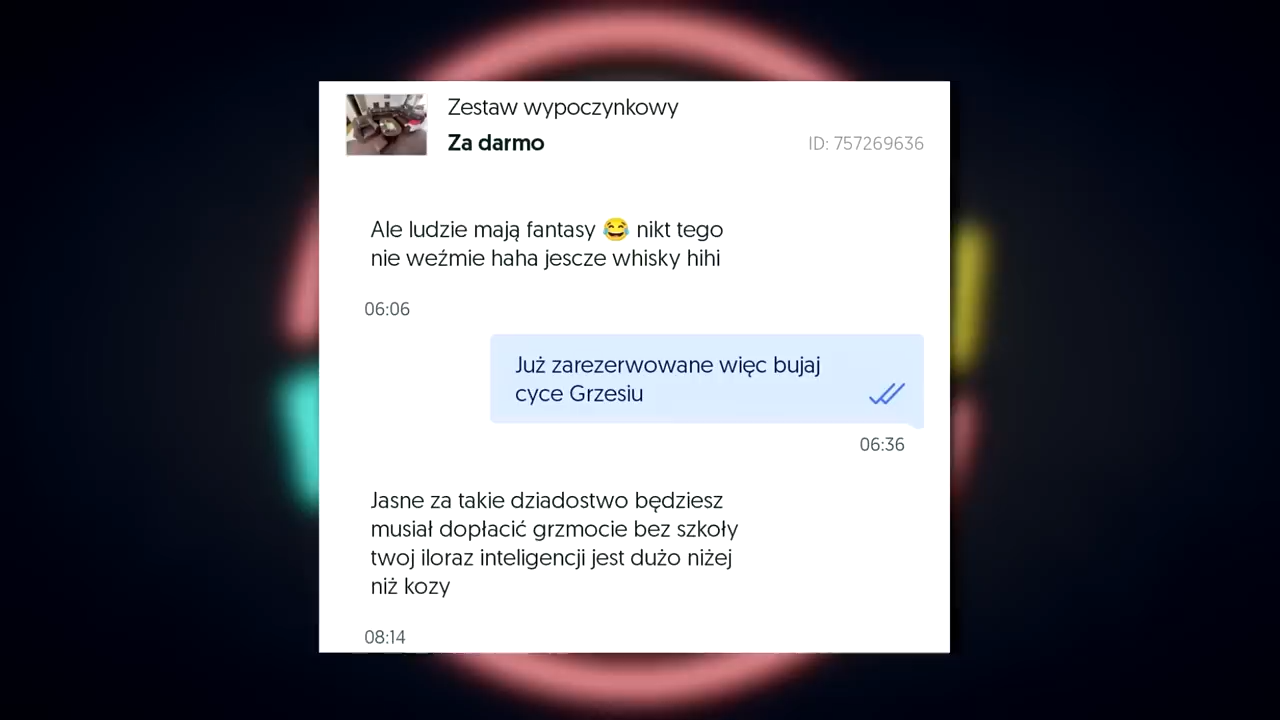 Zestaw wypoczynkowy
Za darmo
ID: 757269636
Ale ludzie mają fantasy 😂 nikt tego
nie weźmie haha jescze whisky hihi
06:06
Już zarezerwowane więc bujaj
cyce Grzesiu
06:36
Jasne za takie dziadostwo będziesz
musiał dopłacić grzmocie bez szkoły
twoj iloraz inteligencji jest dużo niżej
niż kozy
08:14